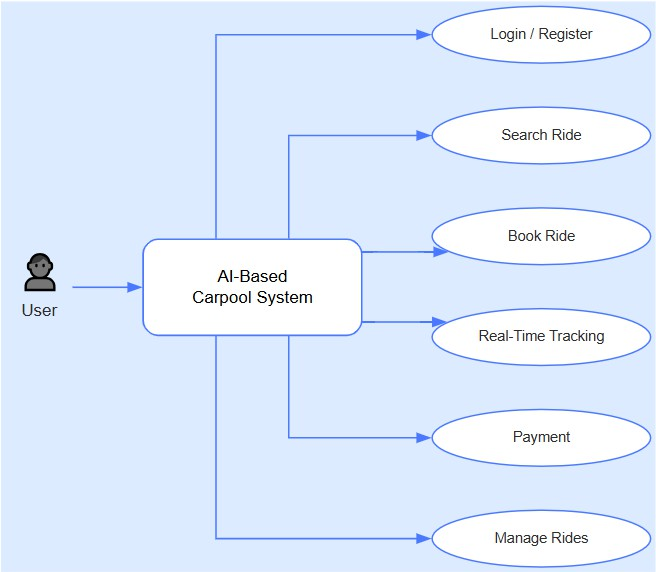 Login / Register
Search Ride
Book Ride
AI-Based
Carpool System
User
Real-Time Tracking
Payment
Manage Rides